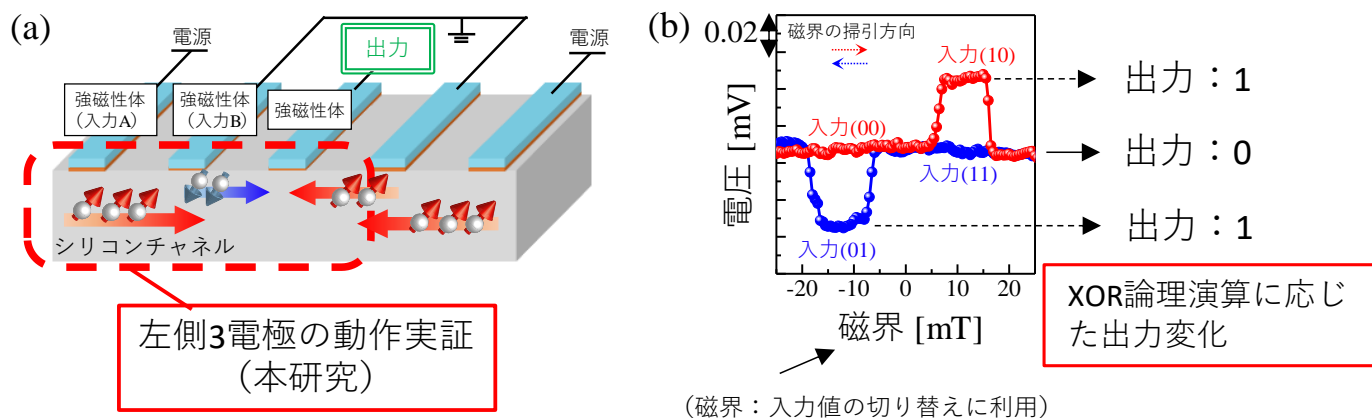 (a)
電源
出力
電源
強磁性体
（入力A）
強磁性体
（入力B）
強磁性体
シリコンチャネル
左側3電極の動作実証
（本研究）
(b)
0.02
磁界の掃引方向
入力(10)
入力(00)
入力(11)
入力(01)
電圧 [mV]
-20
-10
0
10
20
磁界 [mT]
出力：1
出力：0
出力：1
XOR論理演算に応じ
た出力変化
（磁界：入力値の切り替えに利用）